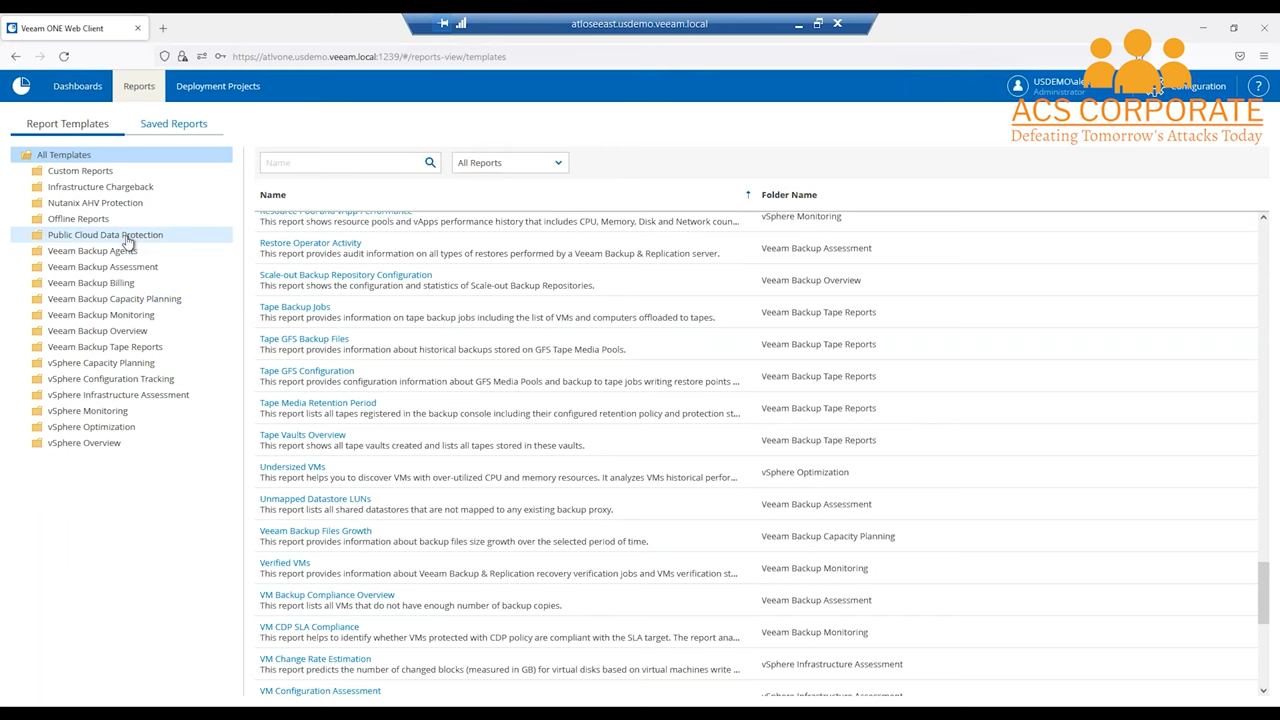 Veeam ONE Web Client
atloseeast.usdemo.veeam.local
https://atlvone.usdemo.veeam.local:1239/#/reports-view/templates
Dashboards
Reports
Deployment Projects
USDEMO\ale
Administrator
Configuration
?
ACS CORPORATE
Defeating Tomorrow's Attacks Today
Report Templates
Saved Reports
All Templates
Custom Reports
Infrastructure Chargeback
Nutanix AHV Protection
Offline Reports
Public Cloud Data Protection
Veeam Backup Agents
Veeam Backup Assessment
Veeam Backup Billing
Veeam Backup Capacity Planning
Veeam Backup Monitoring
Veeam Backup Overview
Veeam Backup Tape Reports
vSphere Capacity Planning
vSphere Configuration Tracking
vSphere Infrastructure Assessment
vSphere Monitoring
vSphere Optimization
vSphere Overview
Name
All Reports
Name
Folder Name
Resource Pool and vApp Performance
This report shows resource pools and vApps performance history that includes CPU, Memory, Disk and Network coun...
vSphere Monitoring
Restore Operator Activity
This report provides audit information on all types of restores performed by a Veeam Backup & Replication server.
Veeam Backup Assessment
Scale-out Backup Repository Configuration
This report shows the configuration and statistics of Scale-out Backup Repositories.
Veeam Backup Overview
Tape Backup Jobs
This report provides information on tape backup jobs including the list of VMs and computers offloaded to tapes.
Veeam Backup Tape Reports
Tape GFS Backup Files
This report provides information about historical backups stored on GFS Tape Media Pools.
Veeam Backup Tape Reports
Tape GFS Configuration
This report provides configuration information about GFS Media Pools and backup to tape jobs writing restore points ...
Veeam Backup Tape Reports
Tape Media Retention Period
This report lists all tapes registered in the backup console including their configured retention policy and protection st...
Veeam Backup Tape Reports
Tape Vaults Overview
This report shows all tape vaults created and lists all tapes stored in these vaults.
Veeam Backup Tape Reports
Undersized VMs
This report helps you to discover VMs with over-utilized CPU and memory resources. It analyzes VMs historical perfor...
vSphere Optimization
Unmapped Datastore LUNs
This report lists all shared datastores that are not mapped to any existing backup proxy.
Veeam Backup Assessment
Veeam Backup Files Growth
This report provides information about backup files size growth over the selected period of time.
Veeam Backup Capacity Planning
Verified VMs
This report provides information about Veeam Backup & Replication recovery verification jobs and VMs verification st...
Veeam Backup Monitoring
VM Backup Compliance Overview
This report lists all VMs that do not have enough number of backup copies.
Veeam Backup Assessment
VM CDP SLA Compliance
This report helps to identify whether VMs protected with CDP policy are compliant with the SLA target. The report ana...
Veeam Backup Monitoring
VM Change Rate Estimation
This report predicts the number of changed blocks (measured in GB) for virtual disks based on virtual machines write ...
vSphere Infrastructure Assessment
VM Configuration Assessment
vSphere Infrastructure Assessment